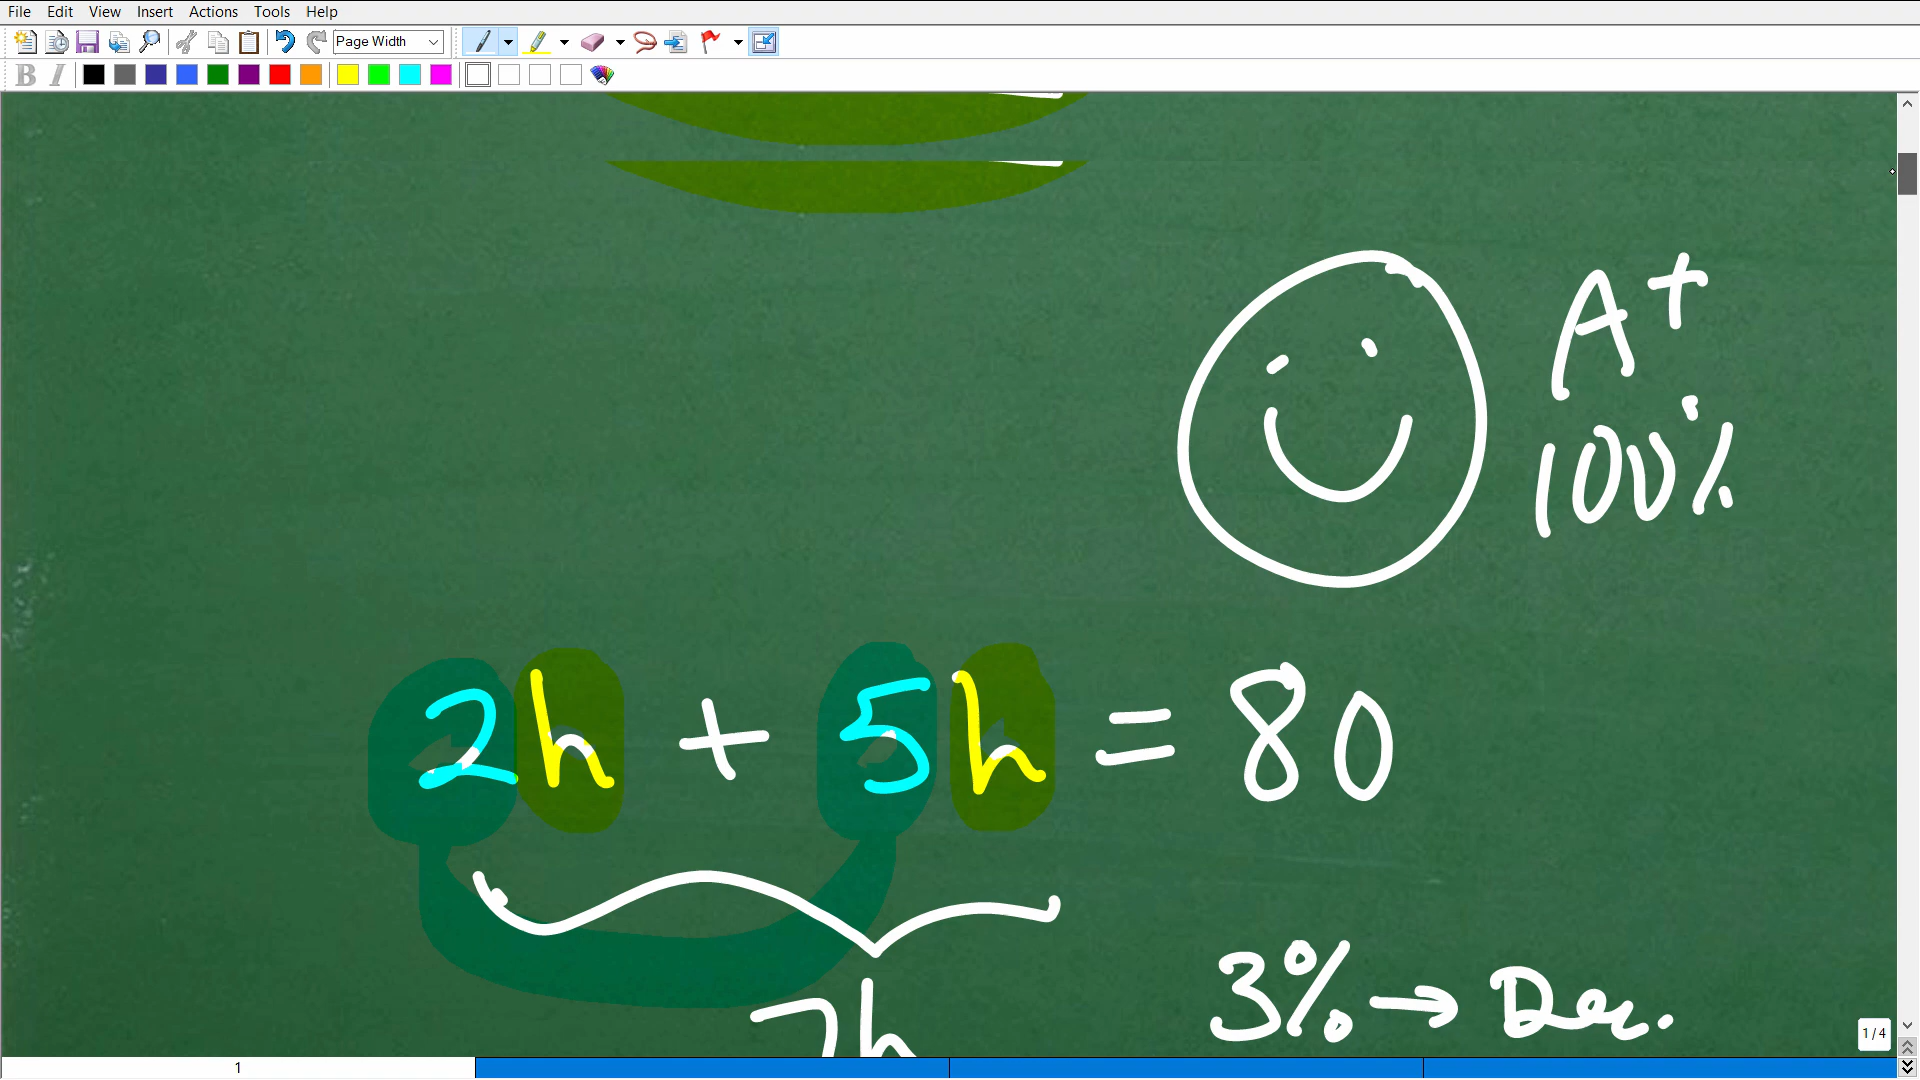 File Edit View Insert Actions Tools Help
Page Width
B I
A+
100%
2h + 5h = 80
7h
3% → Dec.
1 / 4
1